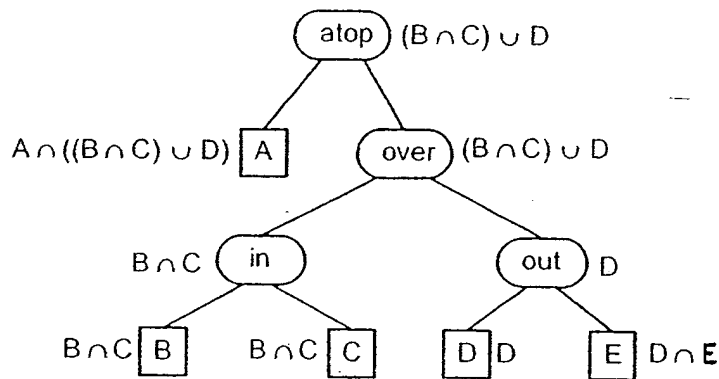 atop (B ∩ C) ∪ D
A ∩ ((B ∩ C) ∪ D) A over (B ∩ C) ∪ D
B ∩ C in out D
B ∩ C B B ∩ C C D D E D ∩ E